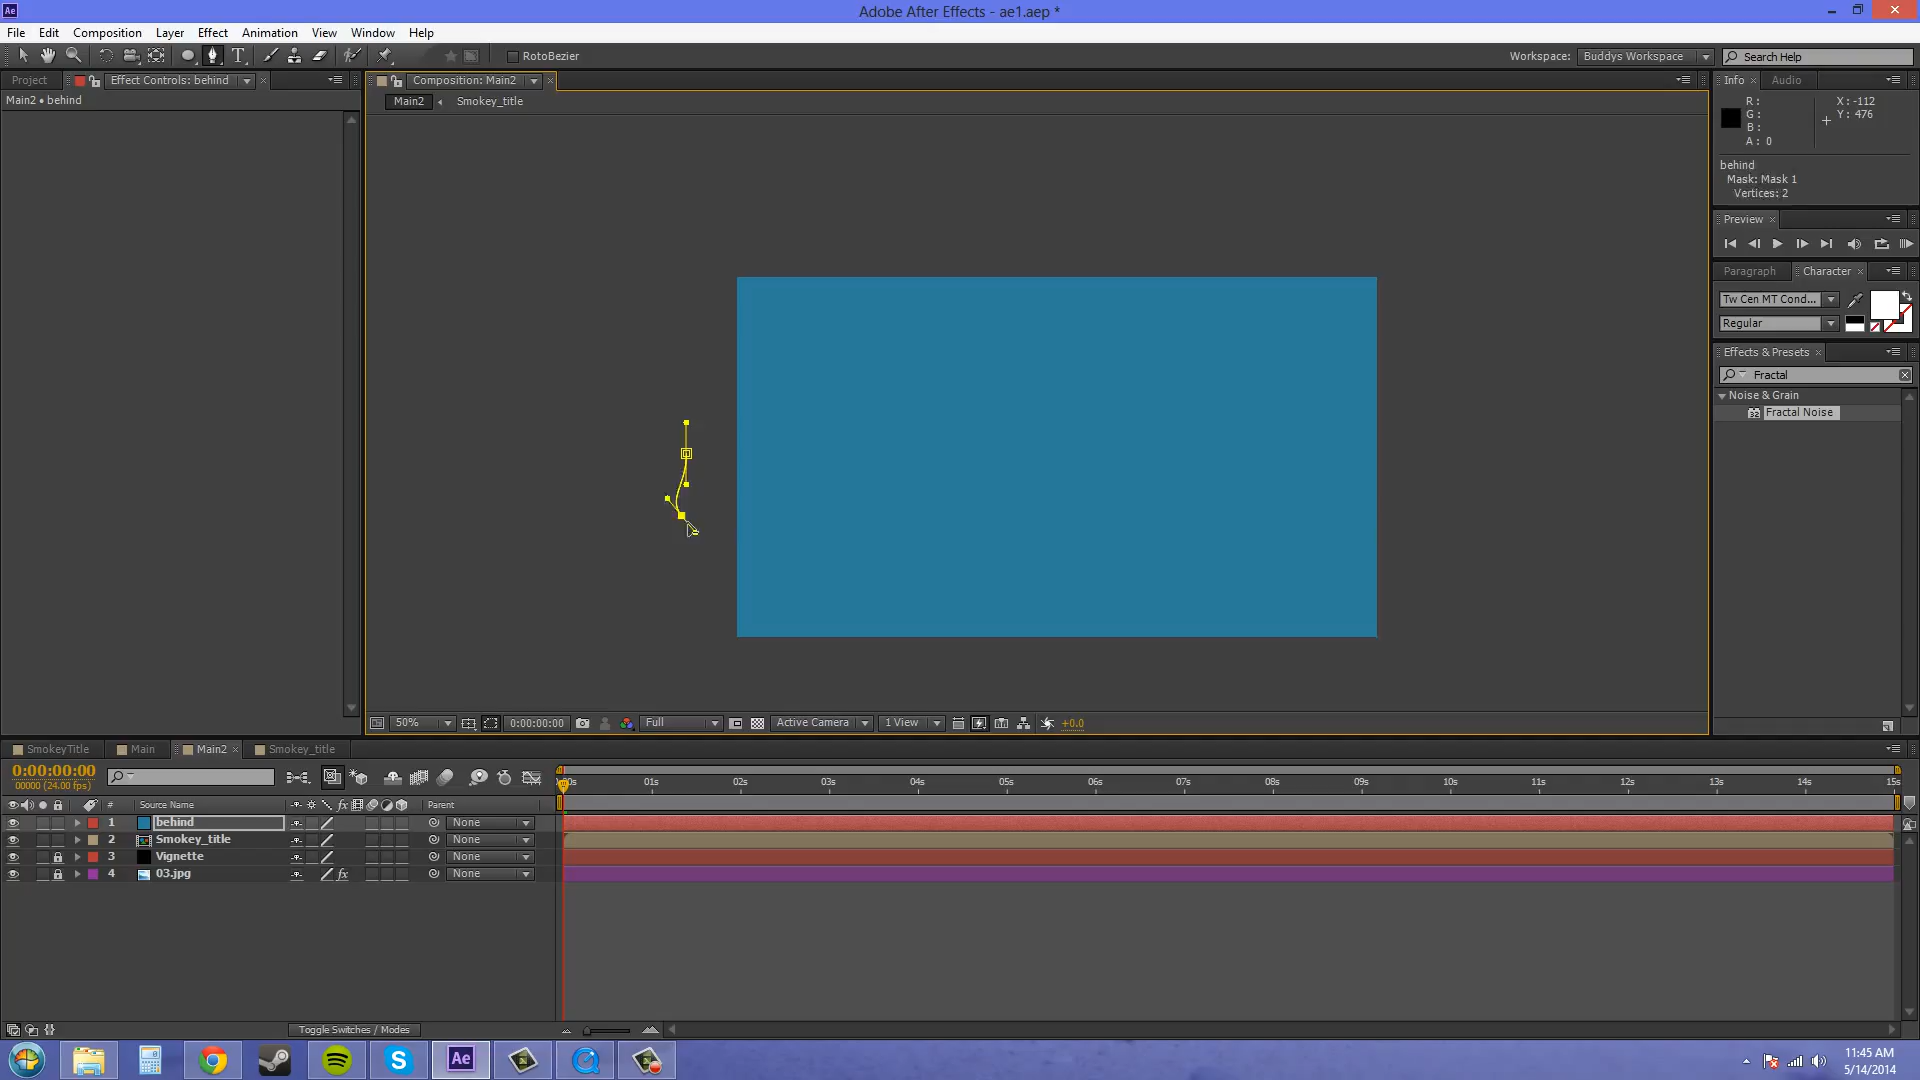 Adobe After Effects - ae1.aep *
File Edit Composition Layer Effect Animation View Window Help
RotoBezier
Workspace: Buddys Workspace
Search Help
Project
Effect Controls: behind
Composition: Main2
Info
Audio
Main2 • behind
Main2
Smokey_title
R :
G :
B :
A : 0
X : -112
Y : 476
behind
Mask: Mask 1
Vertices: 2
Preview
Paragraph
Character
Tw Cen MT Cond...
Regular
Effects & Presets
Fractal
Noise & Grain
Fractal Noise
50%
0:00:00:00
Full
Active Camera
1 View
+0.0
SmokeyTitle
Main
Main2
Smokey_title
0:00:00:00
00000 (24.00 fps)
01s 02s 03s 04s 05s 06s 07s 08s 09s 10s 11s 12s 13s 14s 15s
# Source Name fx Parent
1 behind None
2 Smokey_title None
3 Vignette None
4 03.jpg fx None
Toggle Switches / Modes
Ae
11:45 AM
5/14/2014